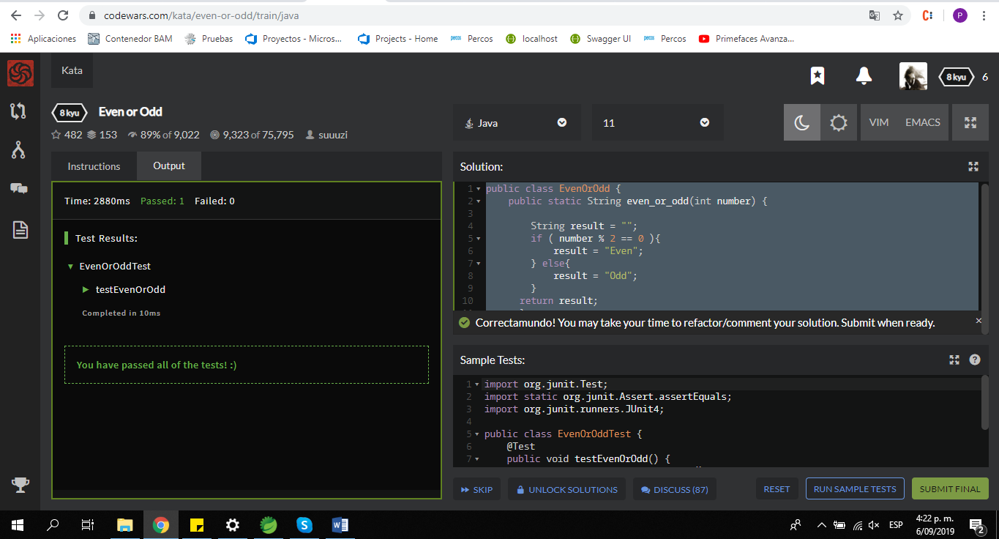 codewars.com/kata/even-or-odd/train/java
P
Aplicaciones
Contenedor BAM
Pruebas
Proyectos - Micros...
Projects - Home
percos Percos
localhost
Swagger UI
percos Percos
Primefaces Avanza...
Kata
8 kyu
6
8 kyu
Even or Odd
482
153
89% of 9,022
9,323 of 75,795
suuuzi
Java
11
VIM
EMACS
Instructions
Output
Time: 2880ms
Passed: 1
Failed: 0
Test Results:
▼ EvenOrOddTest
▶ testEvenOrOdd
Completed in 10ms
You have passed all of the tests! :)
Solution:
1 public class EvenOrOdd {
2 public static String even_or_odd(int number) {
3
4 String result = "";
5 if ( number % 2 == 0 ){
6 result = "Even";
7 } else{
8 result = "Odd";
9 }
10 return result;
Correctamundo! You may take your time to refactor/comment your solution. Submit when ready.
×
Sample Tests:
?
1 import org.junit.Test;
2 import static org.junit.Assert.assertEquals;
3 import org.junit.runners.JUnit4;
4
5 public class EvenOrOddTest {
6 @Test
7 public void testEvenOrOdd() {
SKIP
UNLOCK SOLUTIONS
DISCUSS (87)
RESET
RUN SAMPLE TESTS
SUBMIT FINAL
ESP
4:22 p. m.
6/09/2019
2